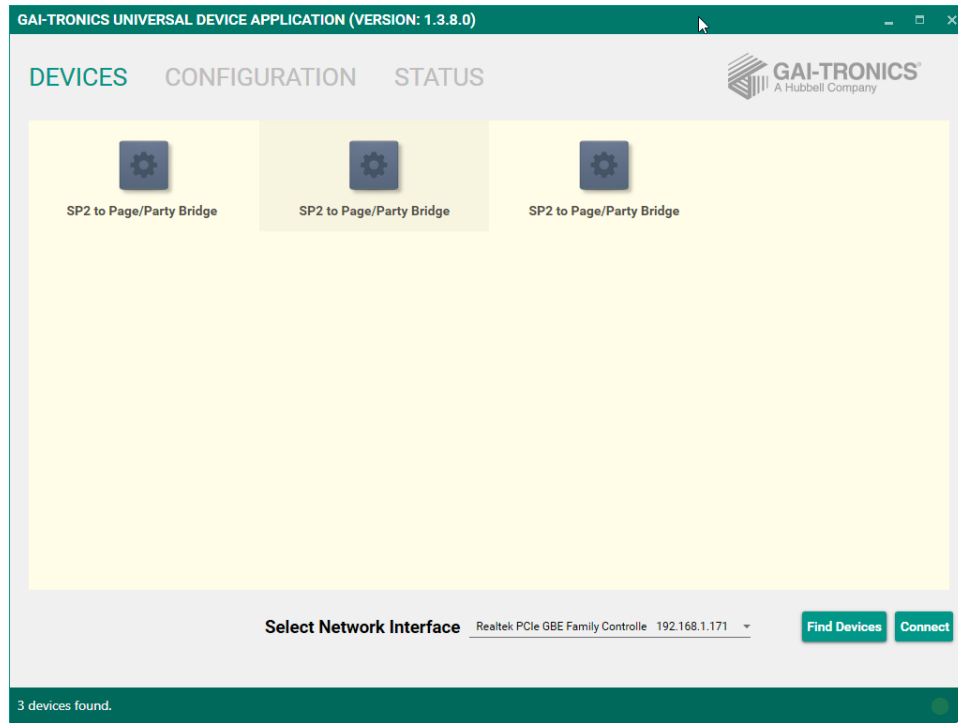 GAI-TRONICS UNIVERSAL DEVICE APPLICATION (VERSION: 1.3.8.0)
DEVICES CONFIGURATION STATUS
GAI-TRONICS®
A Hubbell Company
SP2 to Page/Party Bridge SP2 to Page/Party Bridge SP2 to Page/Party Bridge
Select Network Interface Realtek PCIe GBE Family Controlle 192.168.1.171 Find Devices Connect
3 devices found.